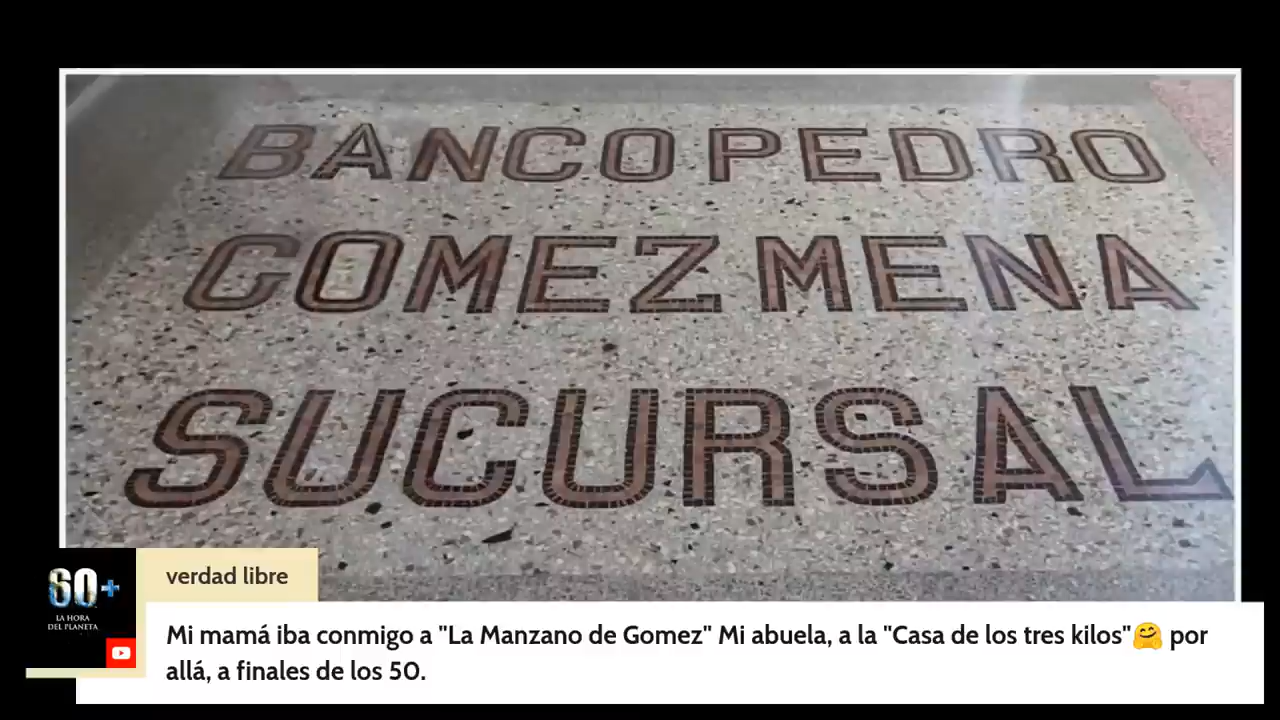 BANCO PEDRO
GOMEZ MENA
SUCURSAL
60+
LA HORA
DEL PLANETA
verdad libre
Mi mamá iba conmigo a "La Manzano de Gomez" Mi abuela, a la "Casa de los tres kilos"🤗 por
allá, a finales de los 50.